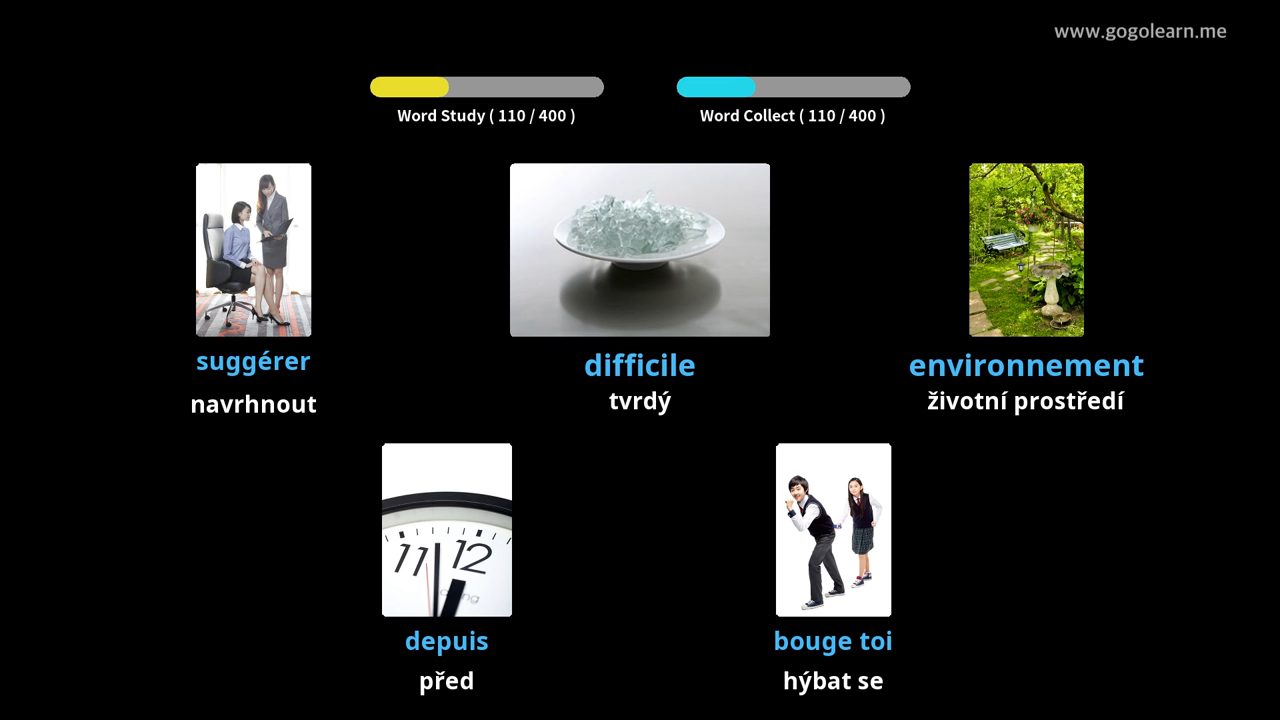 www.gogolearn.me
Word Study ( 110 / 400 )
Word Collect ( 110 / 400 )
suggérer
navrhnout
difficile
tvrdý
environnement
životní prostředí
11 12
depuis
před
bouge toi
hýbat se